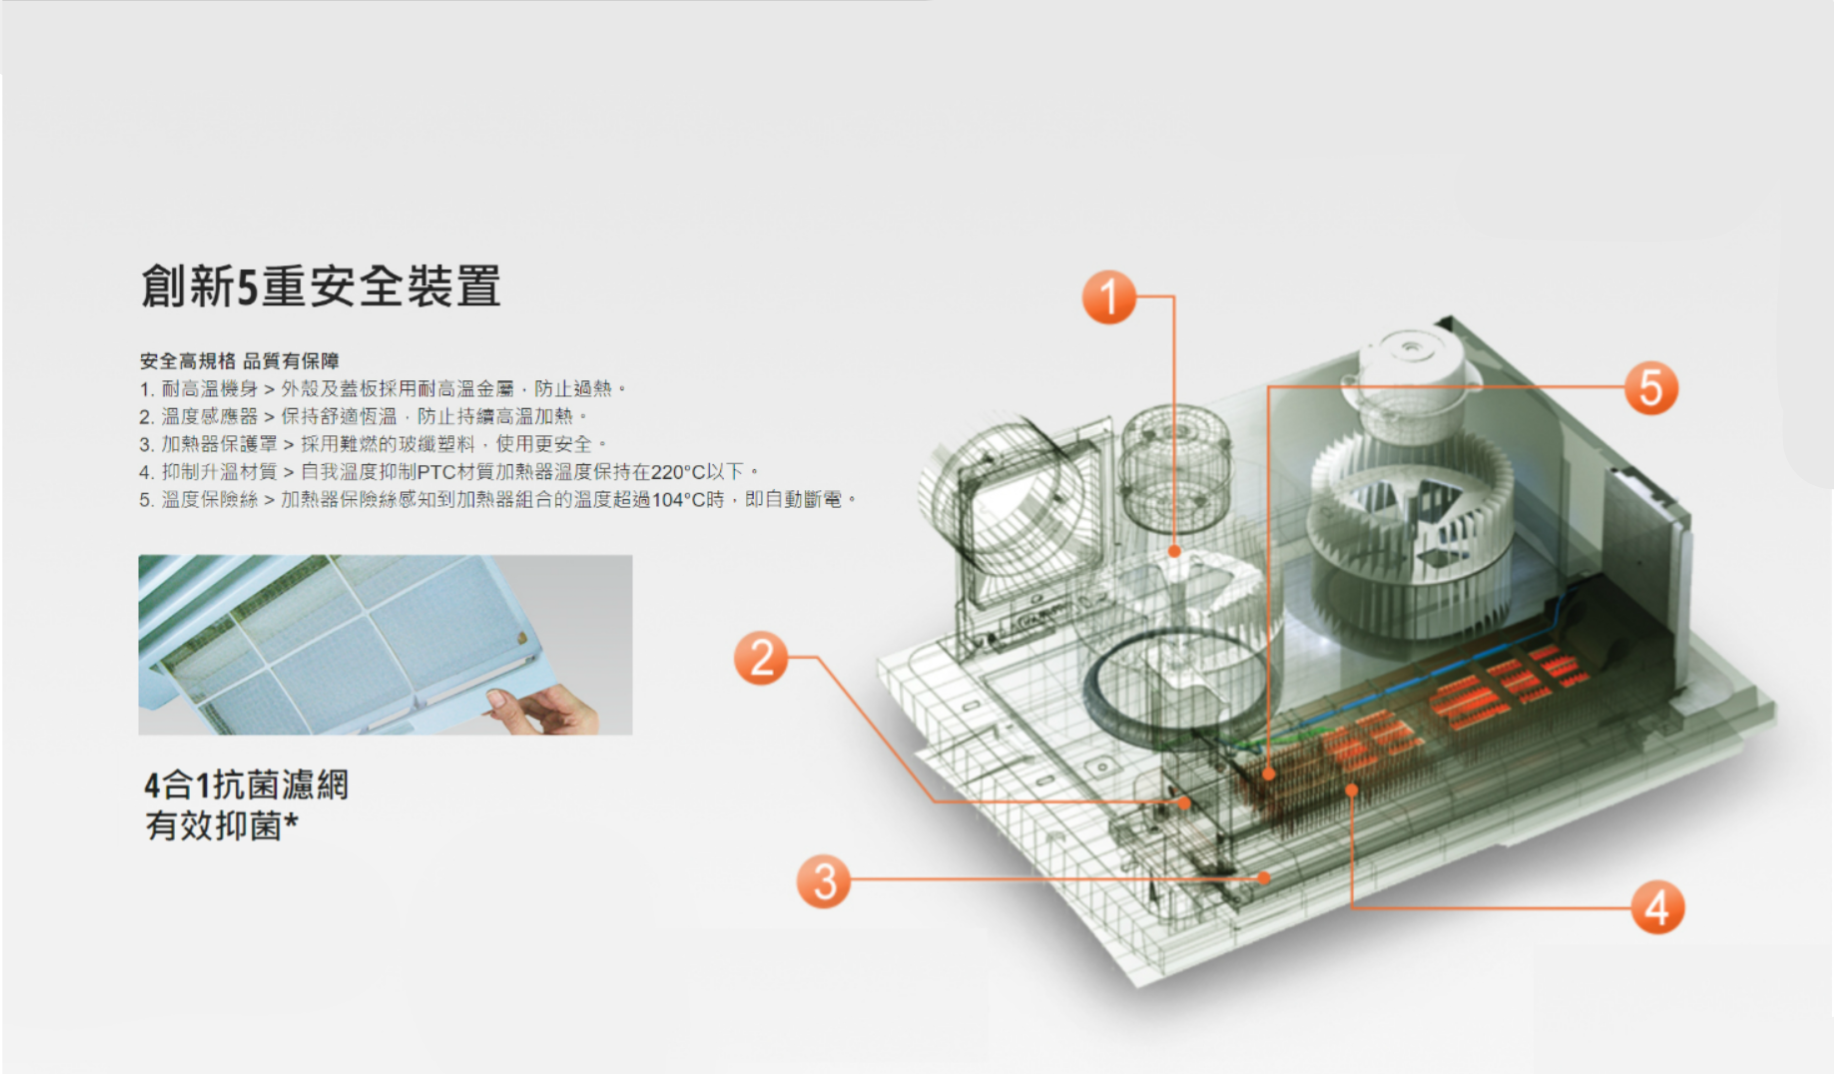 創新5重安全裝置
安全高規格 品質有保障
1. 耐高溫機身 > 外殼及蓋板採用耐高溫金屬，防止過熱。
2. 溫度感應器 > 保持舒適恆溫，防止持續高溫加熱。
3. 加熱器保護罩 > 採用難燃的玻纖塑料，使用更安全。
4. 抑制升溫材質 > 自我溫度抑制PTC材質加熱器溫度保持在220°C以下。
5. 溫度保險絲 > 加熱器保險絲感知到加熱器組合的溫度超過104°C時，即自動斷電。
4合1抗菌濾網
有效抑菌*
1
5
2
3
4